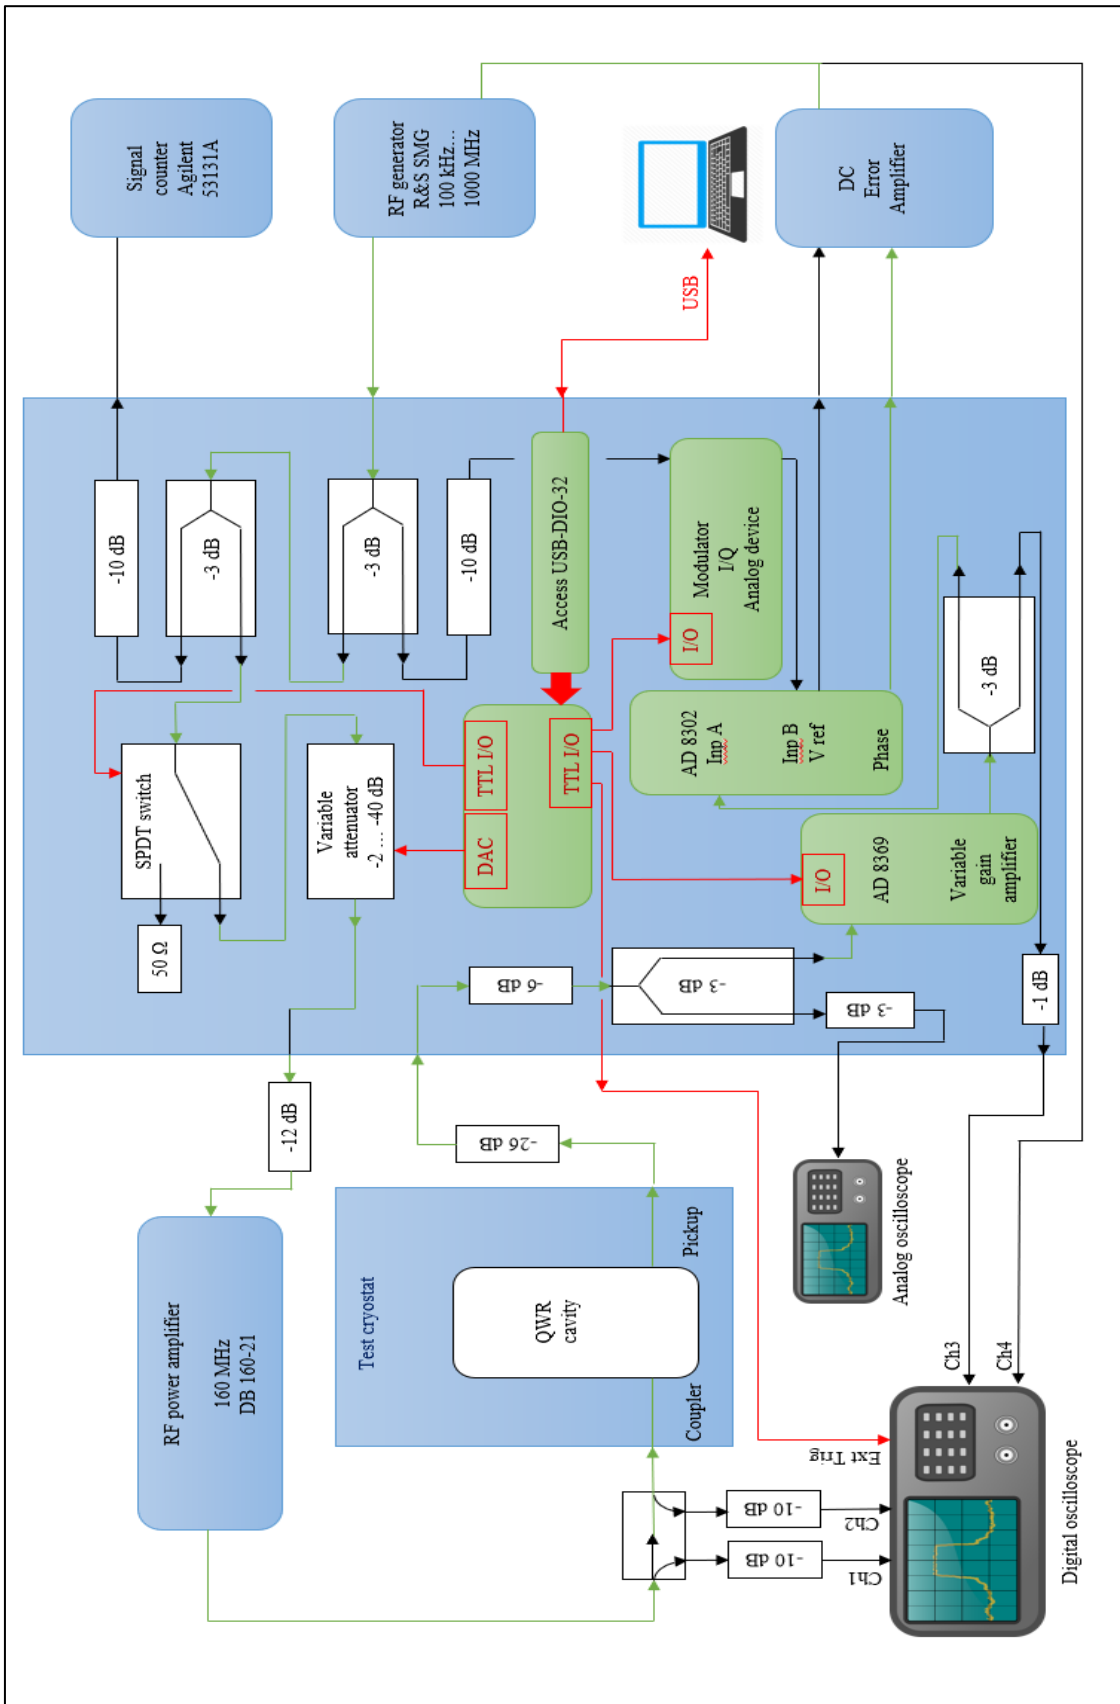 Signal
counter
Agilent
53131A
RF generator
R&S SMG
100 kHz...
1000 MHz
USB
DC
Error
Amplifier
-10 dB
-3 dB
-3 dB
-10 dB
Access USB-DIO-32
Modulator
I/Q
Analog device
I/O
SPDT switch
50 Ω
Variable
attenuator
-2 ... -40 dB
TTL I/O
DAC
TTL I/O
AD 8302
Inp A
Inp B
V ref
Phase
-3 dB
I/O
AD 8369
Variable
gain
amplifier
-6 dB
-3 dB
-3 dB
-1 dB
-12 dB
-26 dB
RF power amplifier
160 MHz
DB 160-21
Test cryostat
QWR
cavity
Pickup
Coupler
Analog oscilloscope
-10 dB
-10 dB
Ch1
Ch2
Ext Trig
Ch3
Ch4
Digital oscilloscope